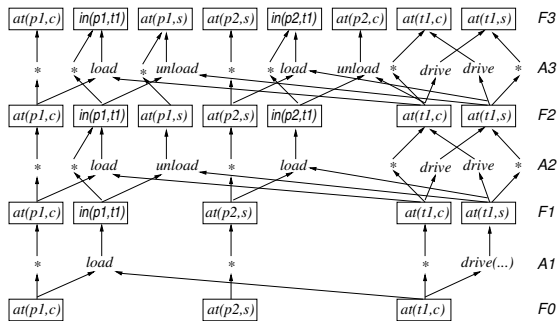 at(p1,c) in(p1,t1) at(p1,s) at(p2,s) in(p2,t1) at(p2,c) at(t1,c) at(t1,s) F3
* * load * unload * * load unload * drive drive * A3
at(p1,c) in(p1,t1) at(p1,s) at(p2,s) in(p2,t1) at(t1,c) at(t1,s) F2
* load * unload * load * drive drive * A2
at(p1,c) in(p1,t1) at(p2,s) at(t1,c) at(t1,s) F1
* load * * drive(...) A1
at(p1,c) at(p2,s) at(t1,c) F0